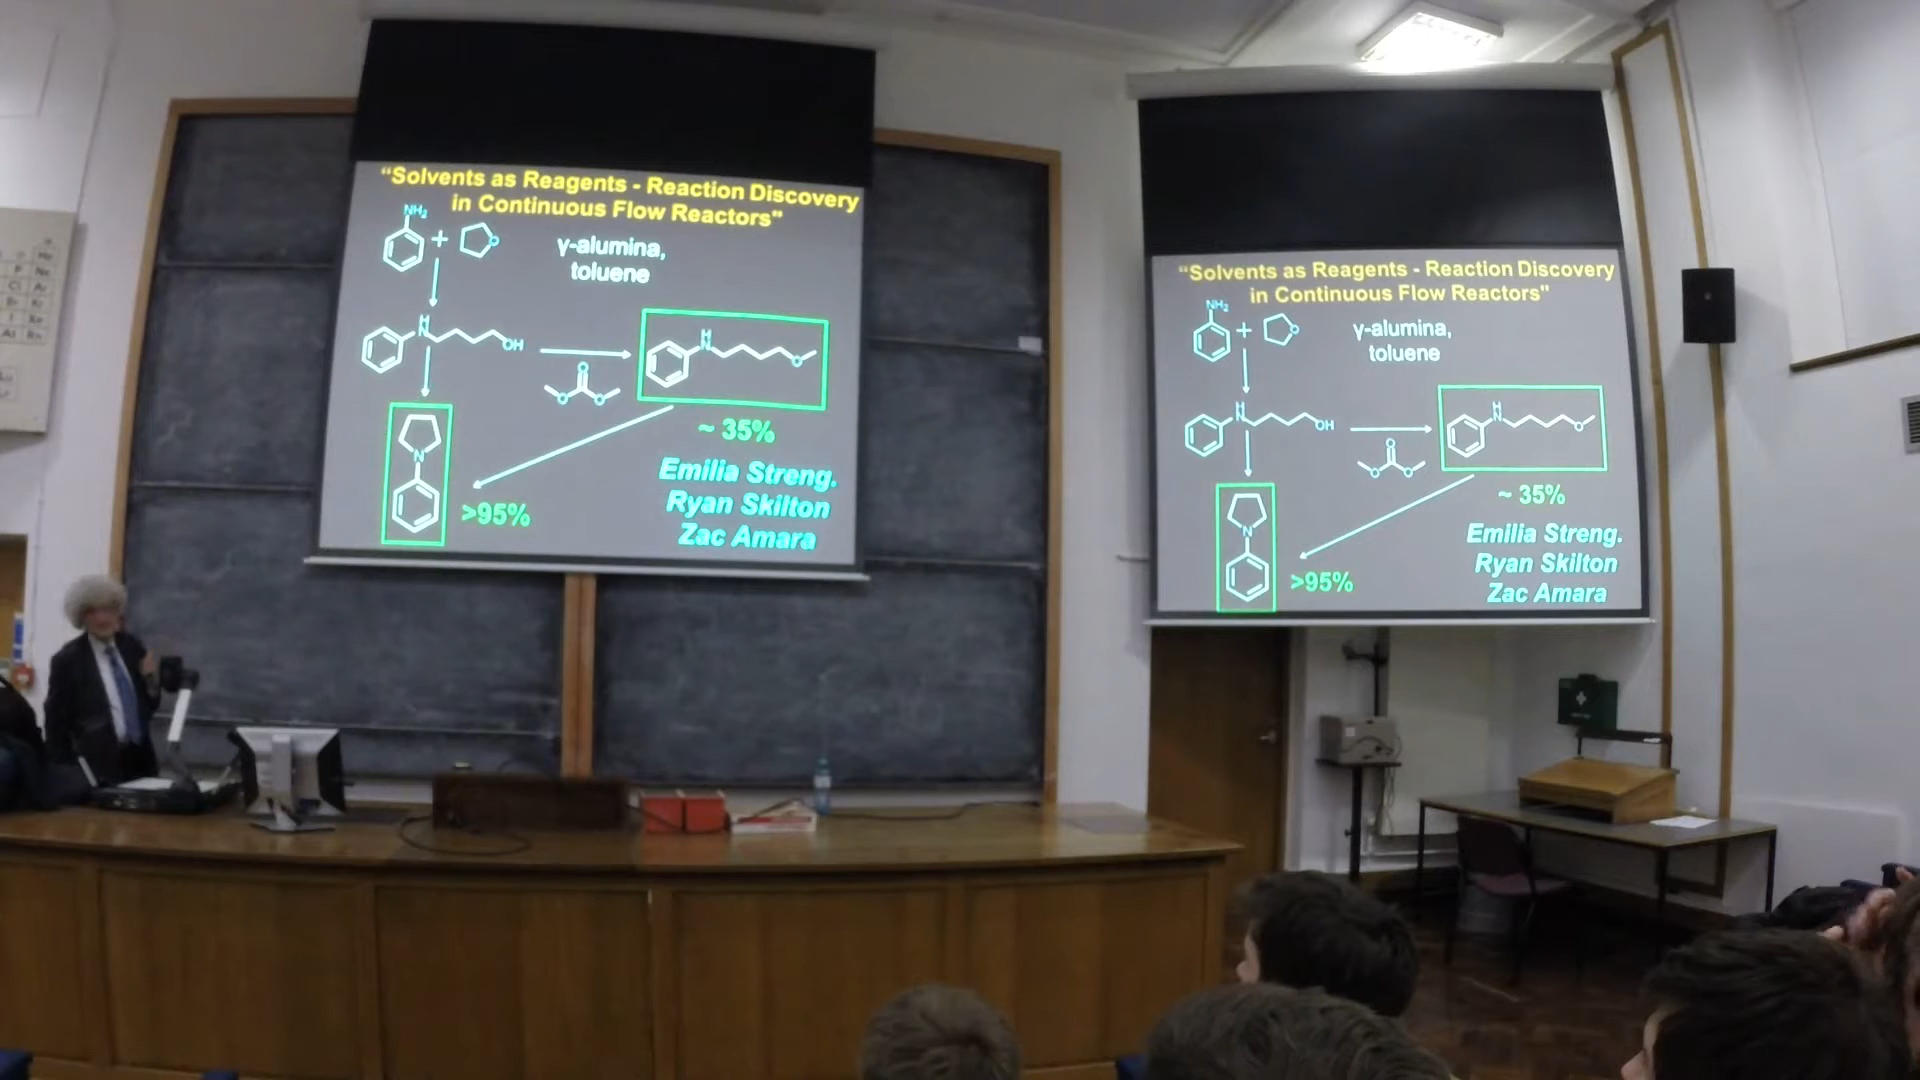 “Solvents as Reagents - Reaction Discovery
in Continuous Flow Reactors"
NH₂
+
O
γ-alumina,
toluene
H
N
OH
H
N
O
O
O
O
~ 35%
N
>95%
Emilia Streng.
Ryan Skilton
Zac Amara
“Solvents as Reagents - Reaction Discovery
in Continuous Flow Reactors"
NH₂
+
O
γ-alumina,
toluene
H
N
OH
H
N
O
O
O
O
~ 35%
N
>95%
Emilia Streng.
Ryan Skilton
Zac Amara